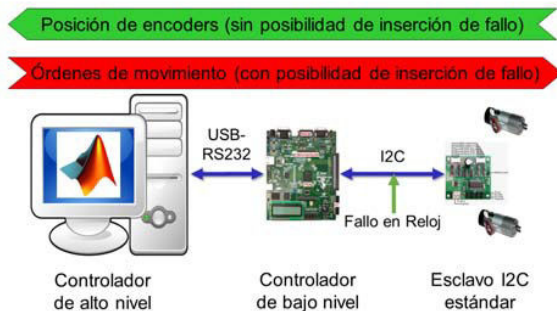 Posición de encoders (sin posibilidad de inserción de fallo)
Órdenes de movimiento (con posibilidad de inserción de fallo)
USB-
RS232
I2C
Fallo en Reloj
Controlador
de alto nivel
Controlador
de bajo nivel
Esclavo I2C
estándar